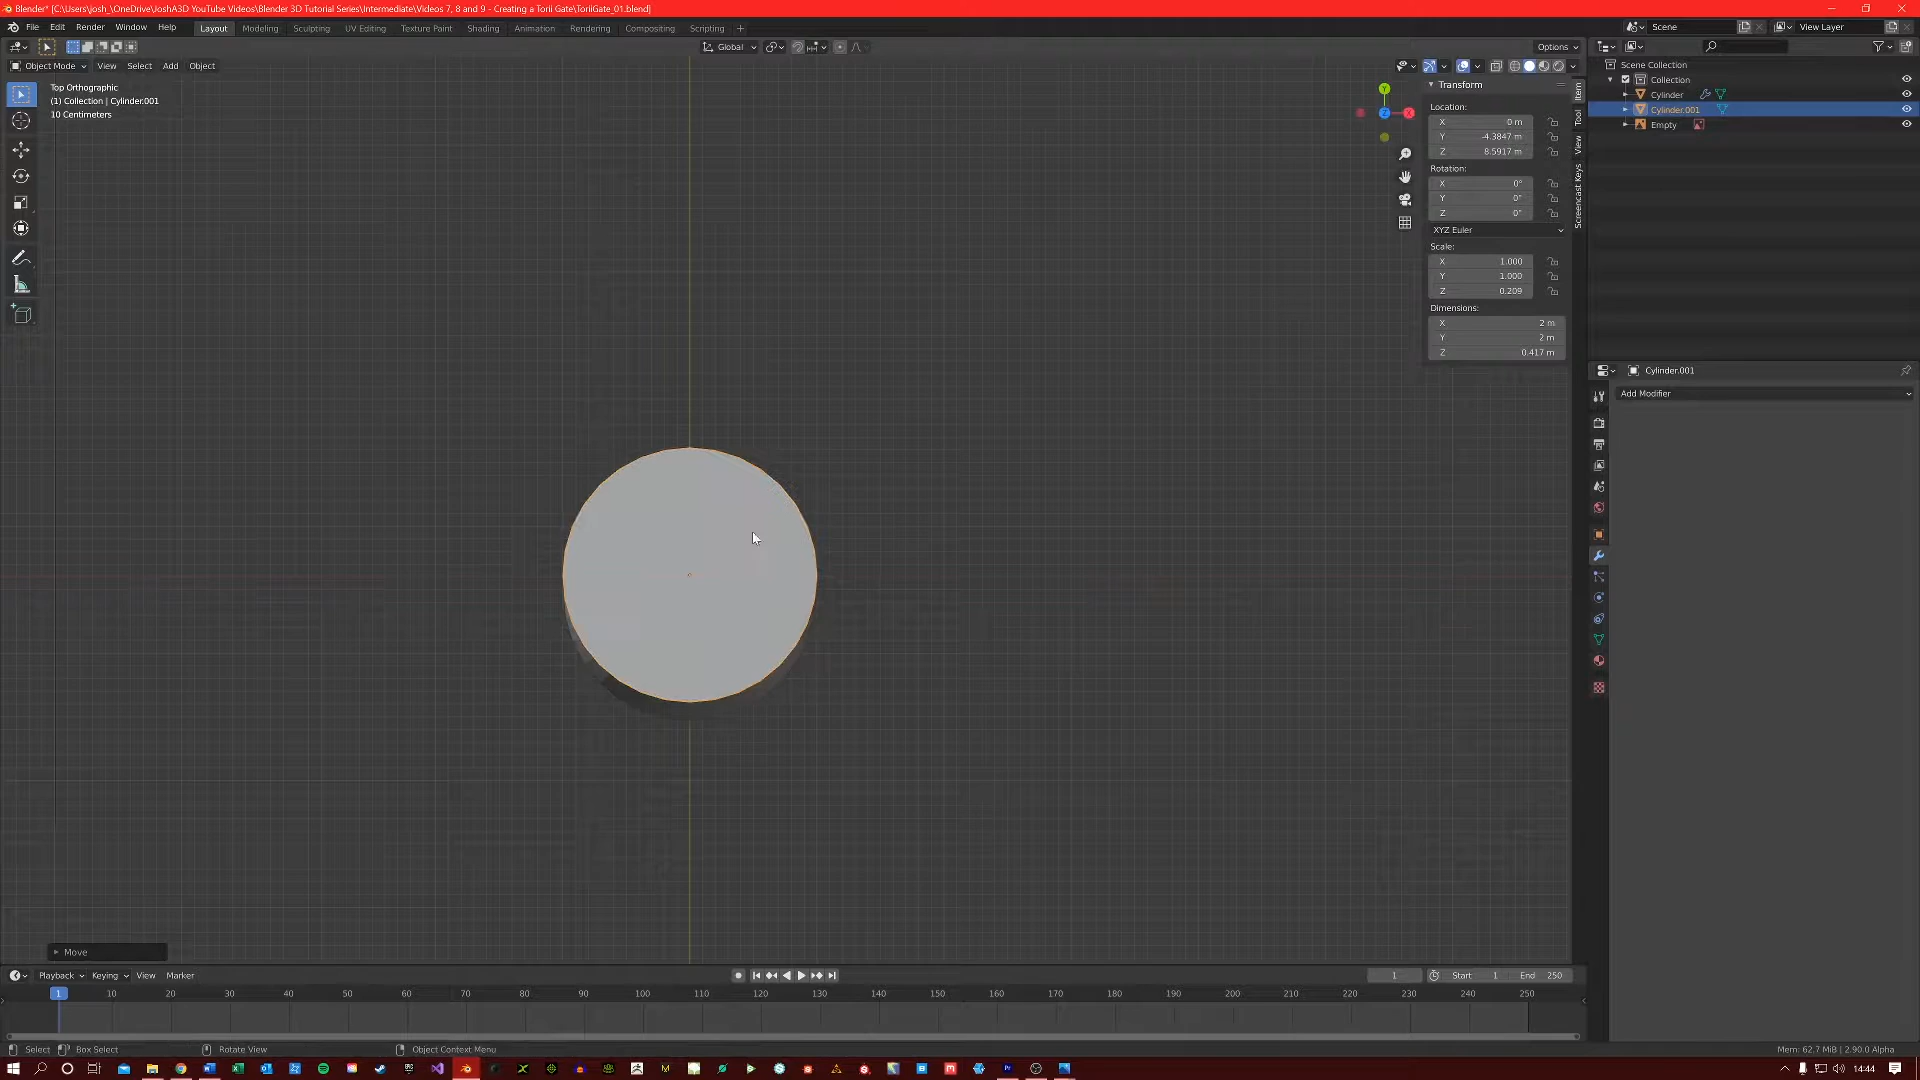 Blender* [C:\Users\josh_\OneDrive\JoshA3D YouTube Videos\Blender 3D Tutorial Series\Intermediate\Videos 7, 8 and 9 - Creating a Torii Gate\ToriiGate_01.blend]
File Edit Render Window Help Layout Modeling Sculpting UV Editing Texture Paint Shading Animation Rendering Compositing Scripting + Scene View Layer
Global Options
Object Mode View Select Add Object
Top Orthographic
(1) Collection | Cylinder.001
10 Centimeters
Y
Z
X
Transform
Location:
X 0 m
Y -4.3847 m
Z 8.5917 m
Rotation:
X 0°
Y 0°
Z 0°
XYZ Euler
Scale:
X 1.000
Y 1.000
Z 0.209
Dimensions:
X 2 m
Y 2 m
Z 0.417 m
Item
Tool
View
Screencast Keys
Scene Collection
Collection
Cylinder
Cylinder.001
Empty
Cylinder.001
Add Modifier
Move
Playback Keying View Marker 1 Start 1 End 250
1 10 20 30 40 50 60 70 80 90 100 110 120 130 140 150 160 170 180 190 200 210 220 230 240 250
Select Box Select Rotate View Object Context Menu Mem: 62.7 MiB | 2.90.0 Alpha
14:44